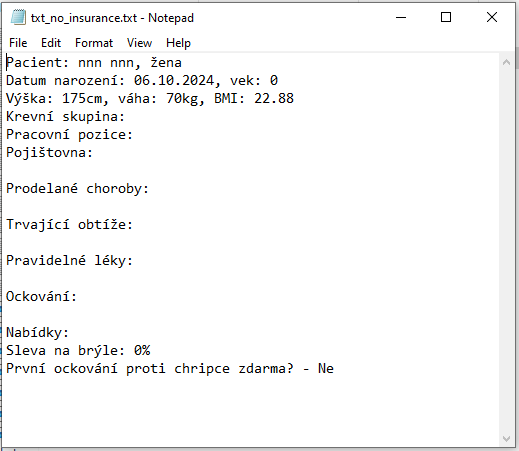 txt_no_insurance.txt - Notepad
File Edit Format View Help
Pacient: nnn nnn, žena
Datum narození: 06.10.2024, vek: 0
Výška: 175cm, váha: 70kg, BMI: 22.88
Krevní skupina:
Pracovní pozice:
Pojištovna:
Prodelané choroby:
Trvající obtíže:
Pravidelné léky:
Ockování:
Nabídky:
Sleva na brýle: 0%
První ockování proti chripce zdarma? - Ne